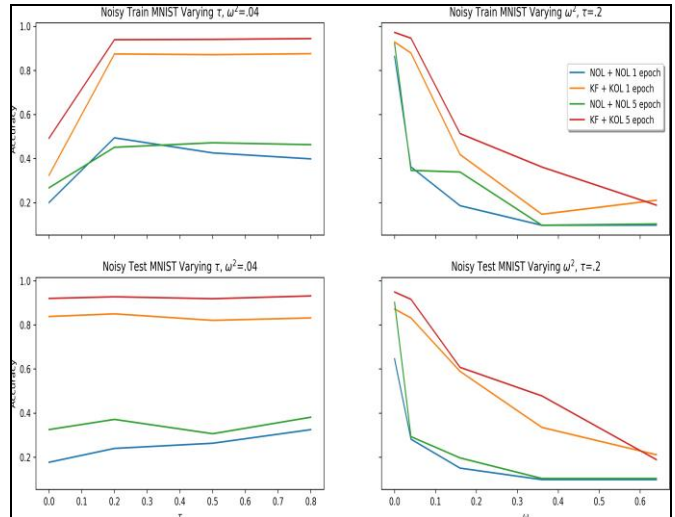 Noisy Train MNIST Varying τ, ω²=.04
1.0
0.8
0.6
0.4
0.2
Accuracy
Noisy Train MNIST Varying ω², τ=.2
NOL + NOL 1 epoch
KF + KOL 1 epoch
NOL + NOL 5 epoch
KF + KOL 5 epoch
Noisy Test MNIST Varying τ, ω²=.04
1.0
0.8
0.6
0.4
0.2
Accuracy
0.0 0.1 0.2 0.3 0.4 0.5 0.6 0.7 0.8
τ
Noisy Test MNIST Varying ω², τ=.2
0.0 0.1 0.2 0.3 0.4 0.5 0.6